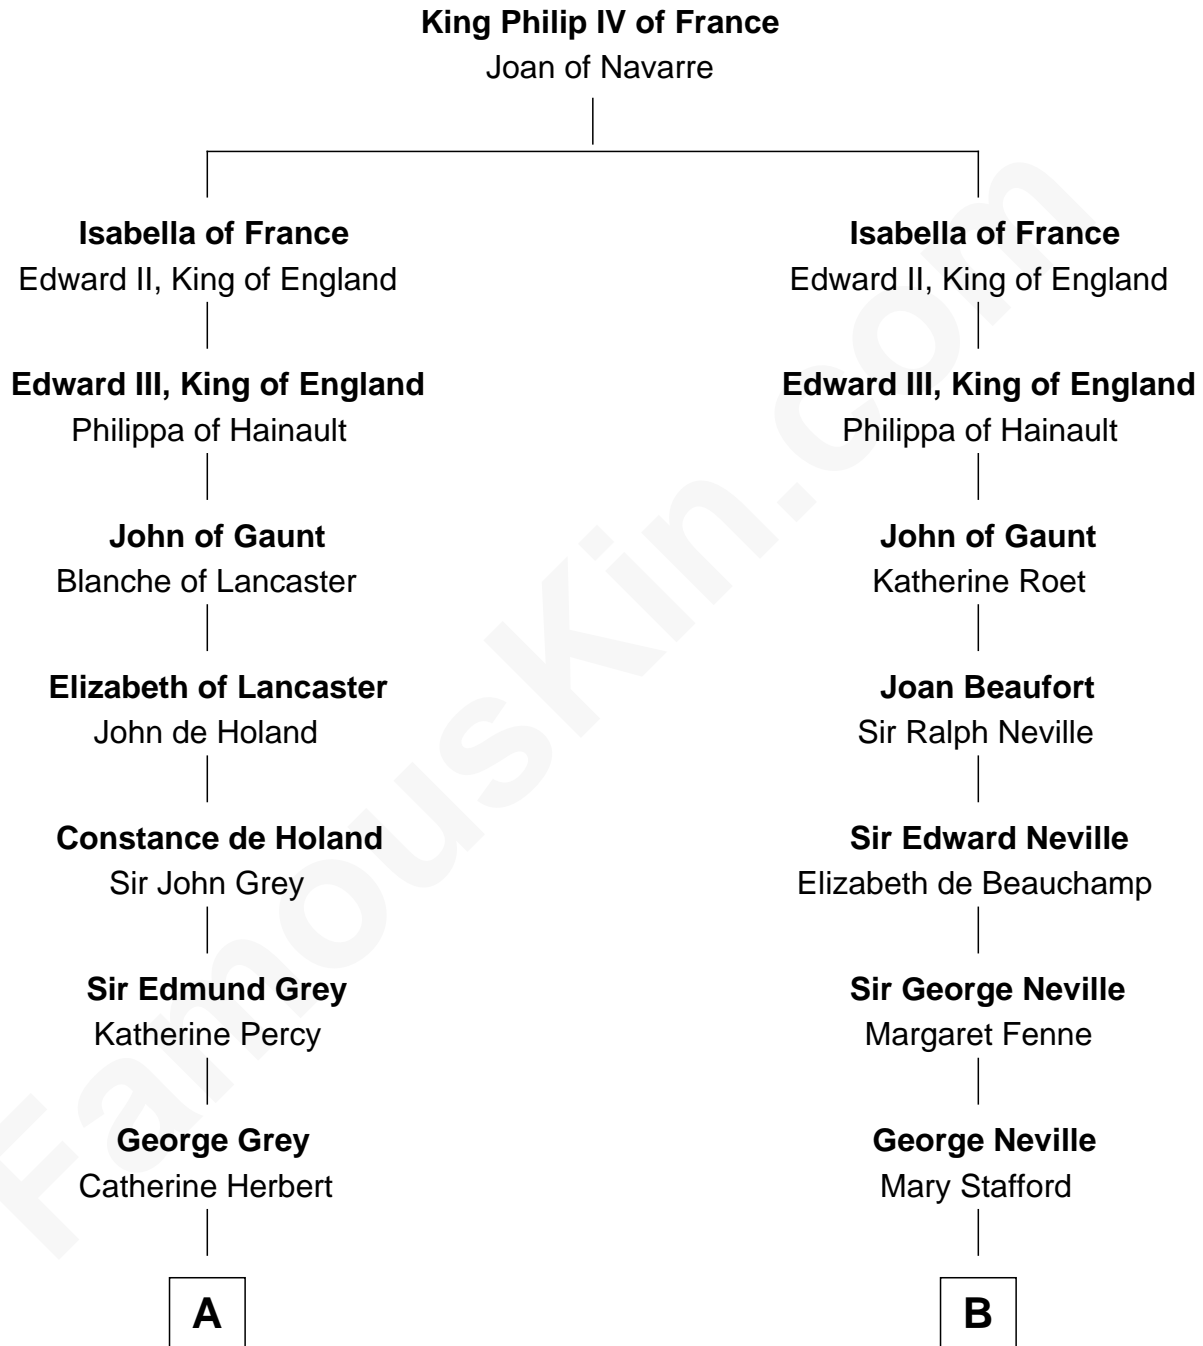 King Philip IV of France
Joan of Navarre
Isabella of France
Edward II, King of England
Edward III, King of England
Philippa of Hainault
John of Gaunt
Blanche of Lancaster
Elizabeth of Lancaster
John de Holand
Constance de Holand
Sir John Grey
Sir Edmund Grey
Katherine Percy
George Grey
Catherine Herbert
A
Isabella of France
Edward II, King of England
Edward III, King of England
Philippa of Hainault
John of Gaunt
Katherine Roet
Joan Beaufort
Sir Ralph Neville
Sir Edward Neville
Elizabeth de Beauchamp
Sir George Neville
Margaret Fenne
George Neville
Mary Stafford
B
FamousKin.com